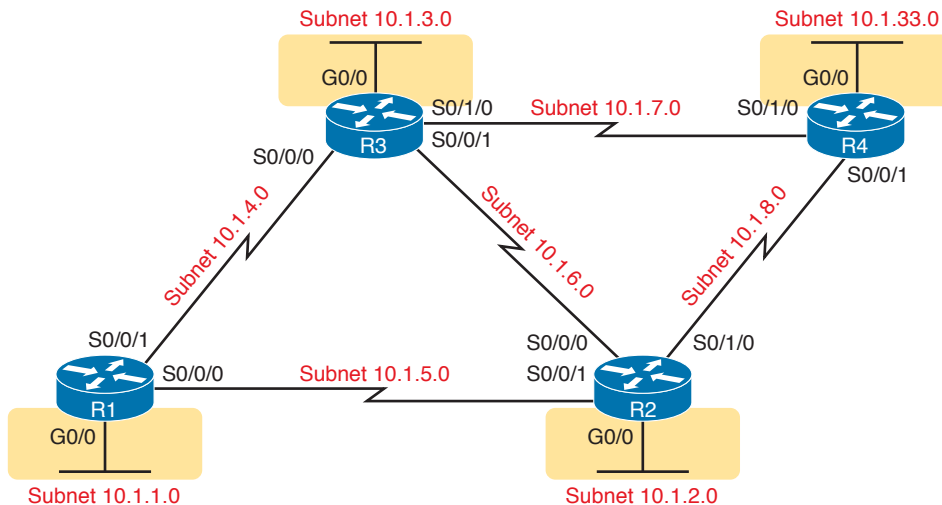 Subnet 10.1.3.0
Subnet 10.1.33.0
G0/0
G0/0
S0/1/0
Subnet 10.1.7.0
S0/1/0
R3
S0/0/1
R4
S0/0/0
S0/0/1
Subnet 10.1.4.0
Subnet 10.1.6.0
Subnet 10.1.8.0
S0/0/1
S0/0/0
S0/1/0
S0/0/0
Subnet 10.1.5.0
S0/0/1
R1
R2
G0/0
G0/0
Subnet 10.1.1.0
Subnet 10.1.2.0